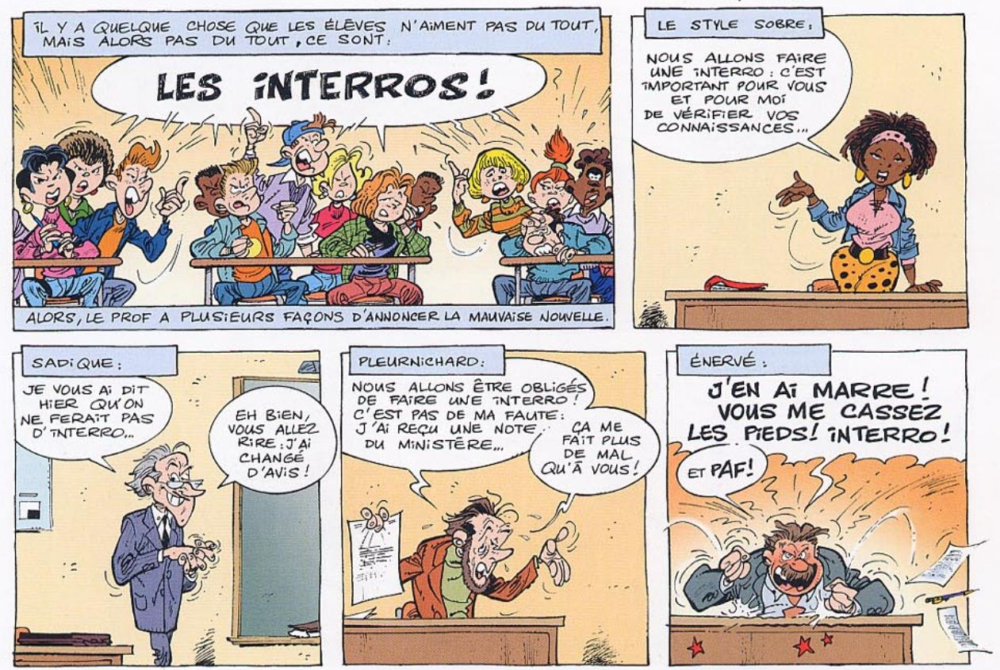 IL Y A QUELQUE CHOSE QUE LES ÉLÈVES N'AIMENT PAS DU TOUT,
MAIS ALORS PAS DU TOUT, CE SONT:
LES INTERROS!
ALORS, LE PROF A PLUSIEURS FAÇONS D'ANNONCER LA MAUVAISE NOUVELLE.
LE STYLE SOBRE:
NOUS ALLONS FAIRE
UNE INTERRO: C'EST
IMPORTANT POUR VOUS
ET POUR MOI
DE VÉRIFIER VOS
CONNAISSANCES...
SADIQUE:
JE VOUS AI DIT
HIER QU'ON
NE FERAIT PAS
D'INTERRO...
EH BIEN,
VOUS ALLEZ
RIRE: J'AI
CHANGÉ
D'AVIS!
PLEURNICHARD:
NOUS ALLONS ÊTRE OBLIGÉS
DE FAIRE UNE INTERRO!
C'EST PAS DE MA FAUTE:
J'AI REÇU UNE NOTE
DU MINISTÈRE...
ÇA ME
FAIT PLUS
DE MAL
QU'À VOUS!
ÉNERVÉ:
J'EN AI MARRE!
VOUS ME CASSEZ
LES PIEDS! INTERRO!
ET PAF!